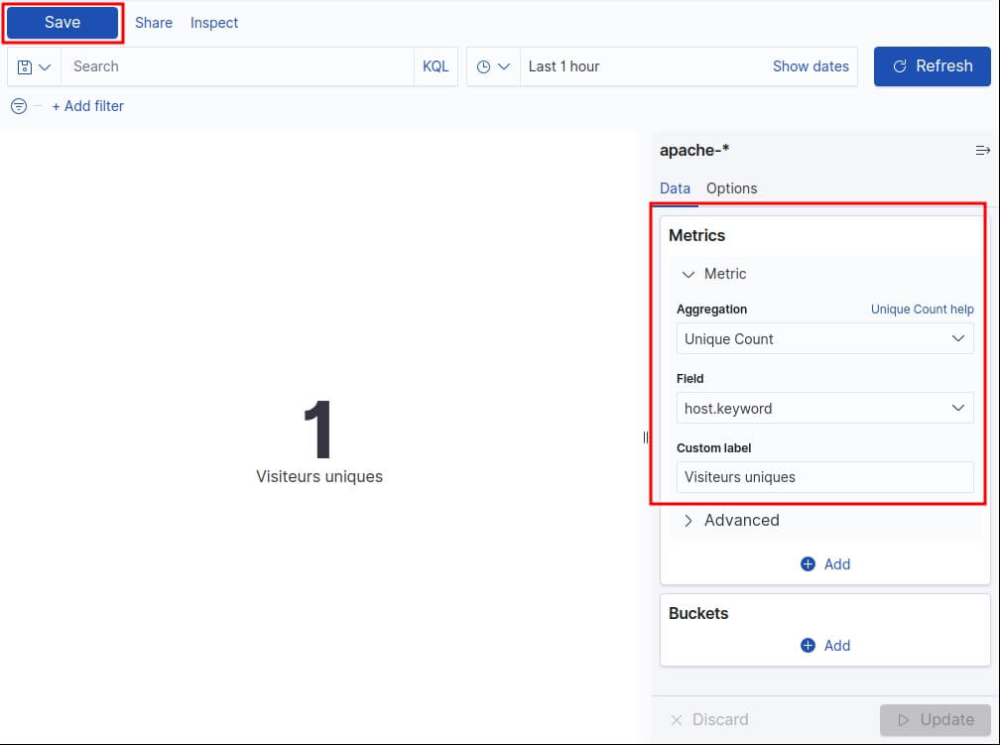 Save Share Inspect
Search KQL Last 1 hour Show dates Refresh
+ Add filter
apache-*
Data Options
Metrics
Metric
Aggregation Unique Count help
Unique Count
Field
host.keyword
Custom label
Visiteurs uniques
Advanced
Add
Buckets
Add
Discard Update
1
Visiteurs uniques